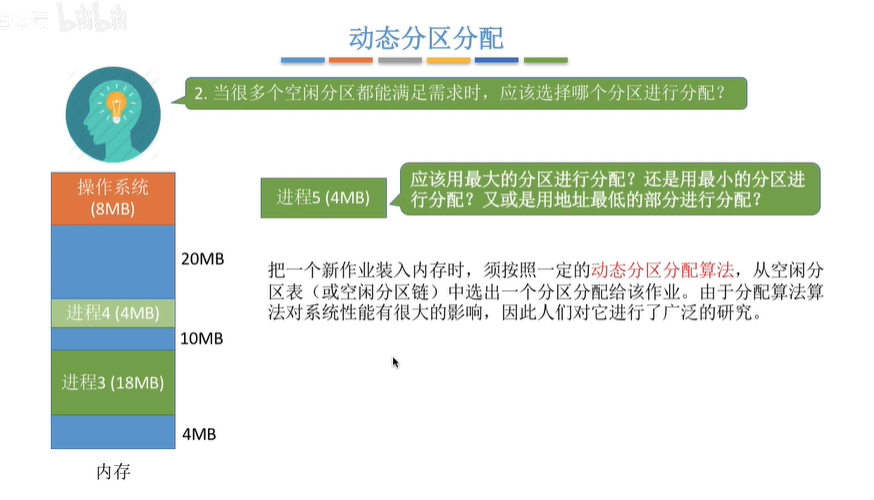 动态分区分配
2. 当很多个空闲分区都能满足需求时，应该选择哪个分区进行分配？
操作系统
(8MB)
20MB
进程4 (4MB)
10MB
进程3 (18MB)
4MB
内存
进程5 (4MB)
应该用最大的分区进行分配？还是用最小的分区进
行分配？又或是用地址最低的部分进行分配？
把一个新作业装入内存时，须按照一定的动态分区分配算法，从空闲分
区表（或空闲分区链）中选出一个分区分配给该作业。由于分配算法算
法对系统性能有很大的影响，因此人们对它进行了广泛的研究。